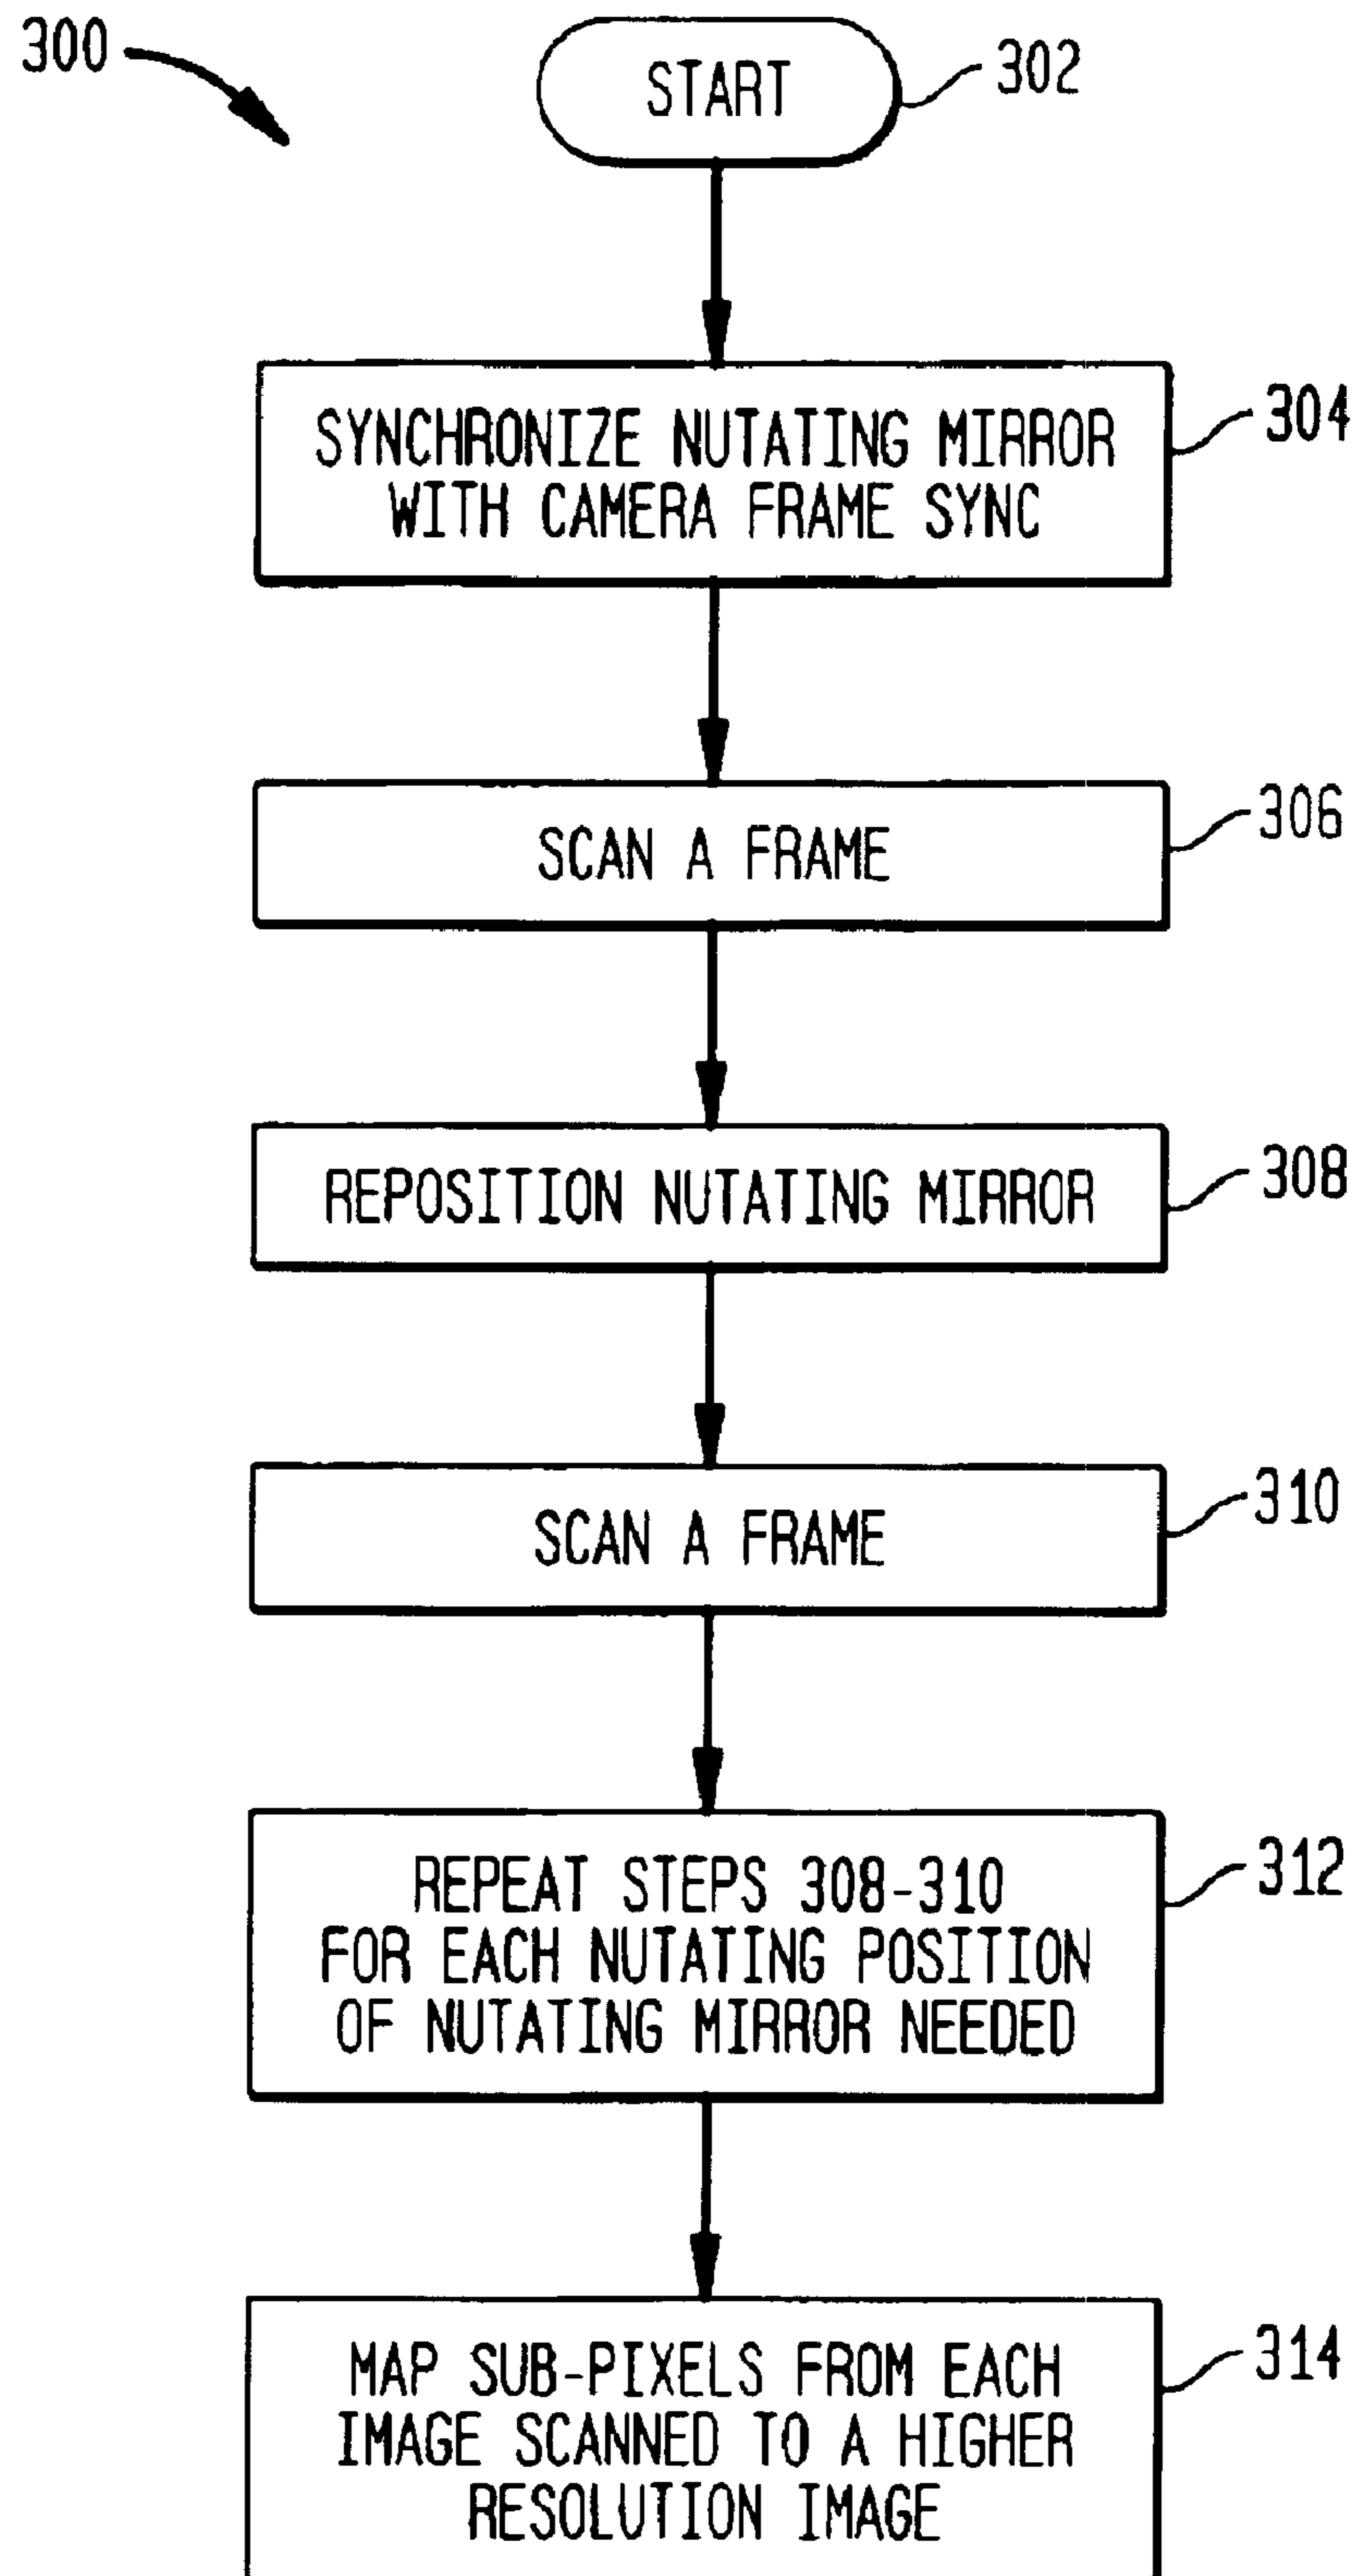 300
START
302
SYNCHRONIZE NUTATING MIRROR
WITH CAMERA FRAME SYNC
304
SCAN A FRAME
306
REPOSITION NUTATING MIRROR
308
SCAN A FRAME
310
REPEAT STEPS 308-310
FOR EACH NUTATING POSITION
OF NUTATING MIRROR NEEDED
312
MAP SUB-PIXELS FROM EACH
IMAGE SCANNED TO A HIGHER
RESOLUTION IMAGE
314